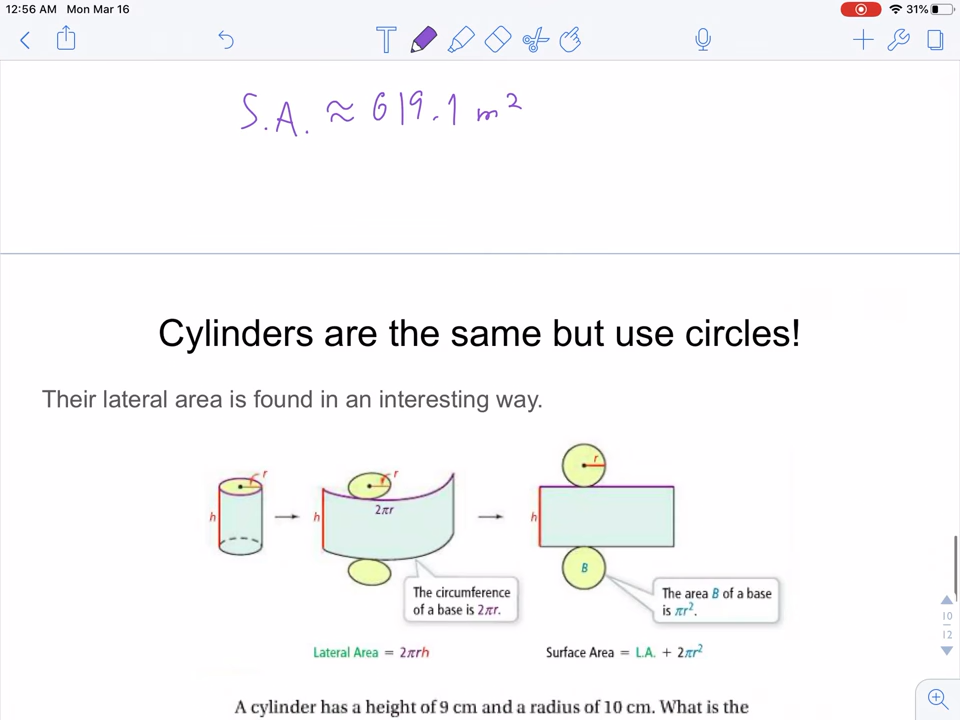 12:56 AM Mon Mar 16
31%
T
S.A. ≈ 619.1 m²
Cylinders are the same but use circles!
Their lateral area is found in an interesting way.
r
h
r
h
2πr
The circumference
of a base is 2πr.
Lateral Area = 2πrh
r
h
B
The area B of a base
is πr².
Surface Area = L.A. + 2πr²
10
12
A cylinder has a height of 9 cm and a radius of 10 cm. What is the